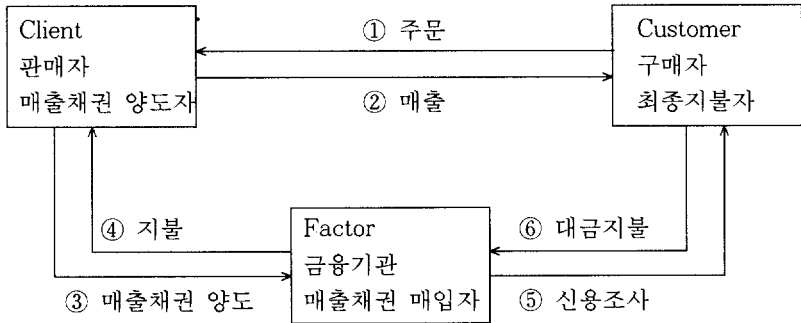 Client
판매자
매출채권 양도자
① 주문
② 매출
Customer
구매자
최종지불자
④ 지불
③ 매출채권 양도
Factor
금융기관
매출채권 매입자
⑥ 대금지불
⑤ 신용조사